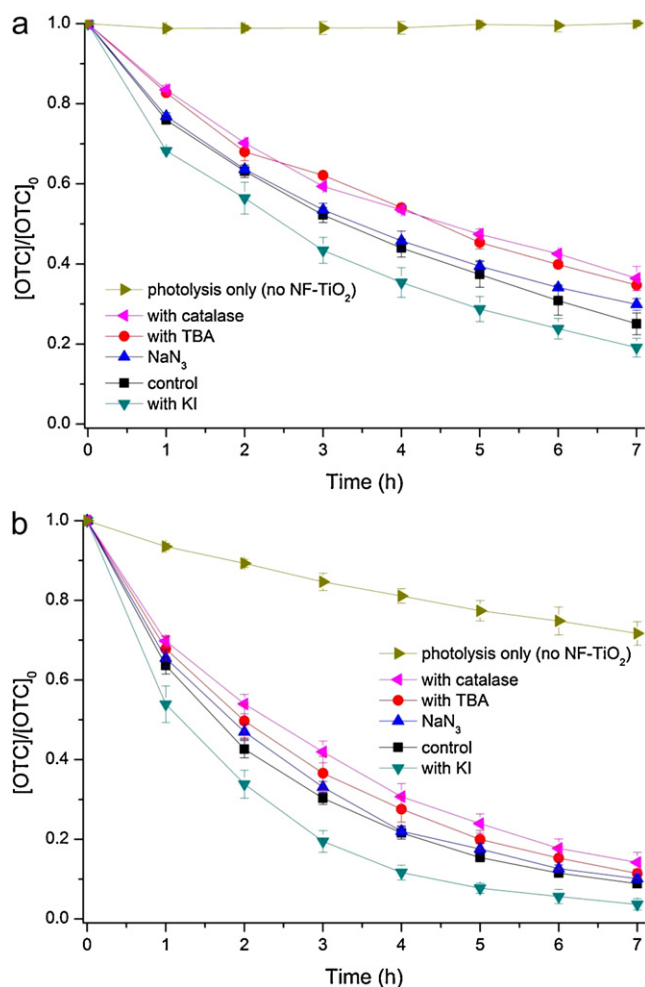 a
1.0
0.8
0.6
0.4
0.2
0.0
[OTC]/[OTC]0
photolysis only (no NF-TiO2)
with catalase
with TBA
NaN3
control
with KI
0 1 2 3 4 5 6 7
Time (h)
b
1.0
0.8
0.6
0.4
0.2
0.0
[OTC]/[OTC]0
photolysis only (no NF-TiO2)
with catalase
with TBA
NaN3
control
with KI
0 1 2 3 4 5 6 7
Time (h)